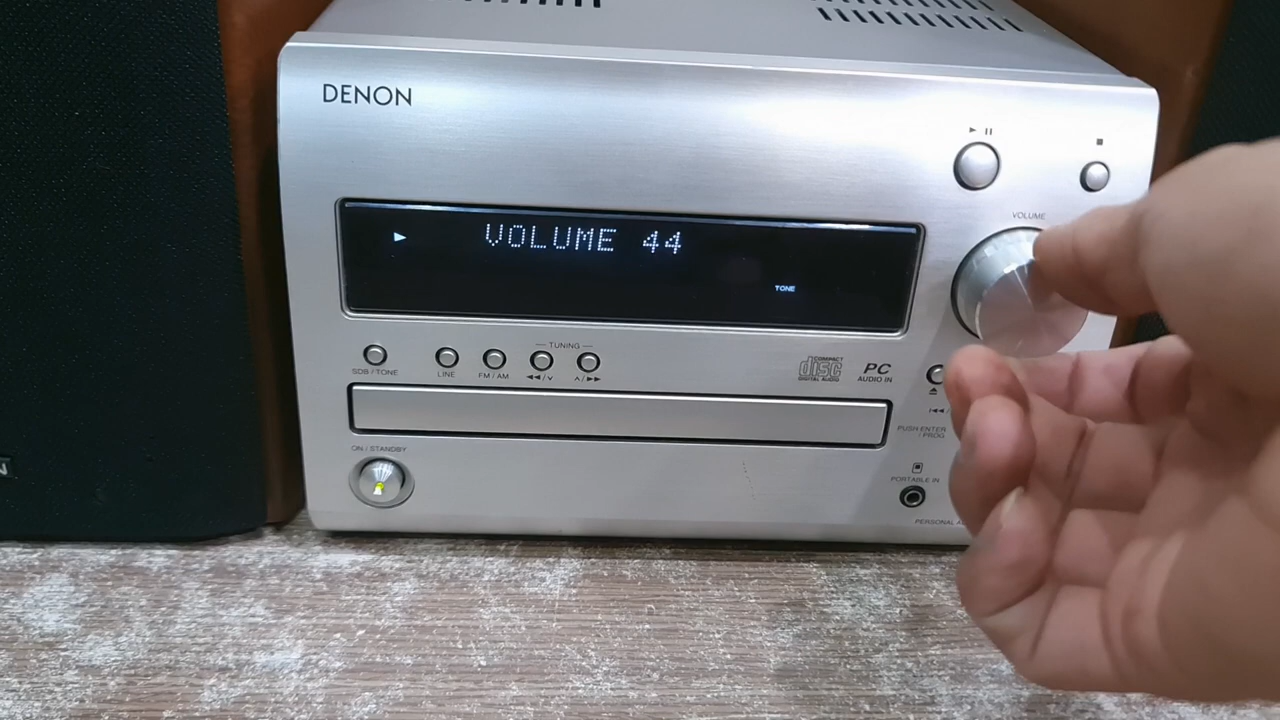 DENON
VOLUME
VOLUME 44
TONE
TUNING
SDB / TONE
LINE
FM / AM
COMPACT
disc
DIGITAL AUDIO
PC
AUDIO IN
PUSH ENTER
/ PROG
ON / STANDBY
PORTABLE IN
PERSONAL
N